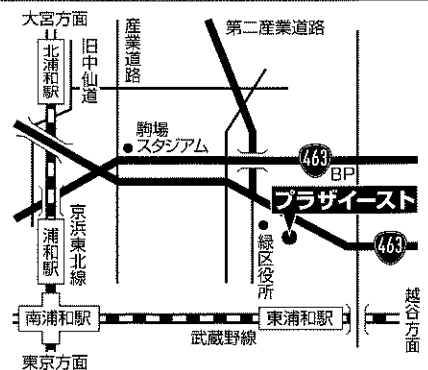 大宮方面
北浦和駅
旧中仙道
産業道路
第二産業道路
駒場
スタジアム
463
BP
プラザイースト
463
緑区役所
京浜東北線
浦和駅
南浦和駅
武蔵野線
東浦和駅
越谷方面
東京方面